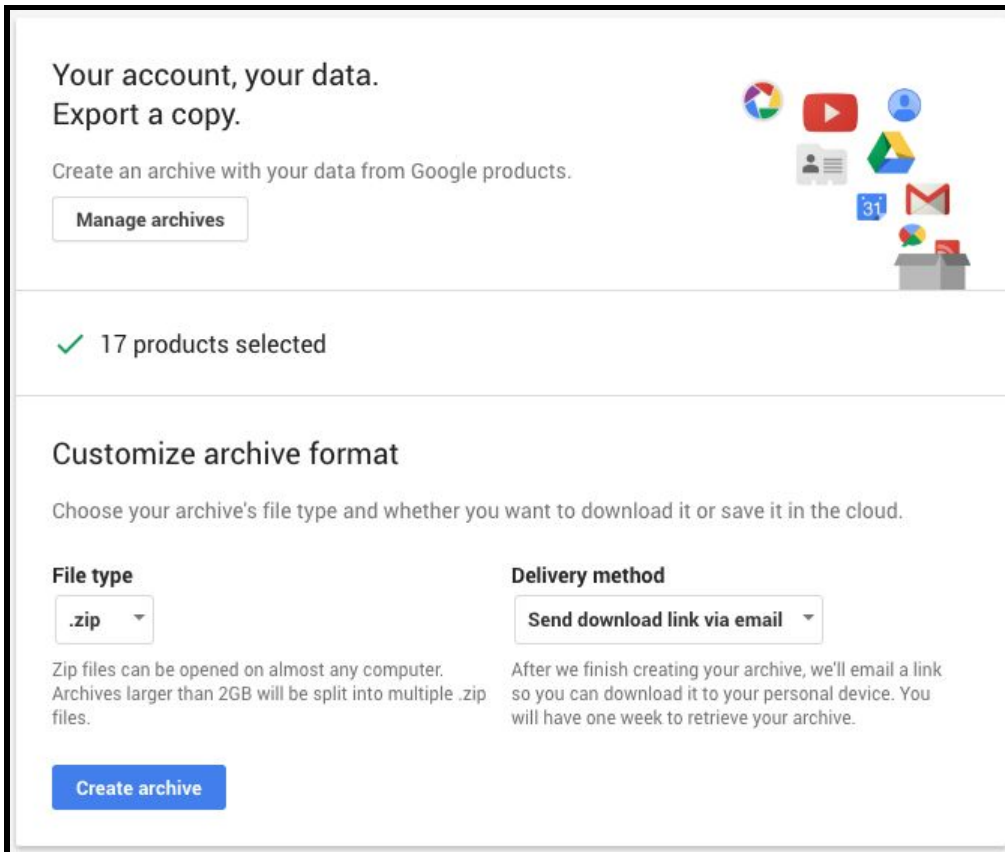 Your account, your data.
Export a copy.
Create an archive with your data from Google products.
Manage archives
31
17 products selected
Customize archive format
Choose your archive's file type and whether you want to download it or save it in the cloud.
File type
Delivery method
.zip
Send download link via email
Zip files can be opened on almost any computer.
Archives larger than 2GB will be split into multiple .zip
files.
After we finish creating your archive, we'll email a link
so you can download it to your personal device. You
will have one week to retrieve your archive.
Create archive